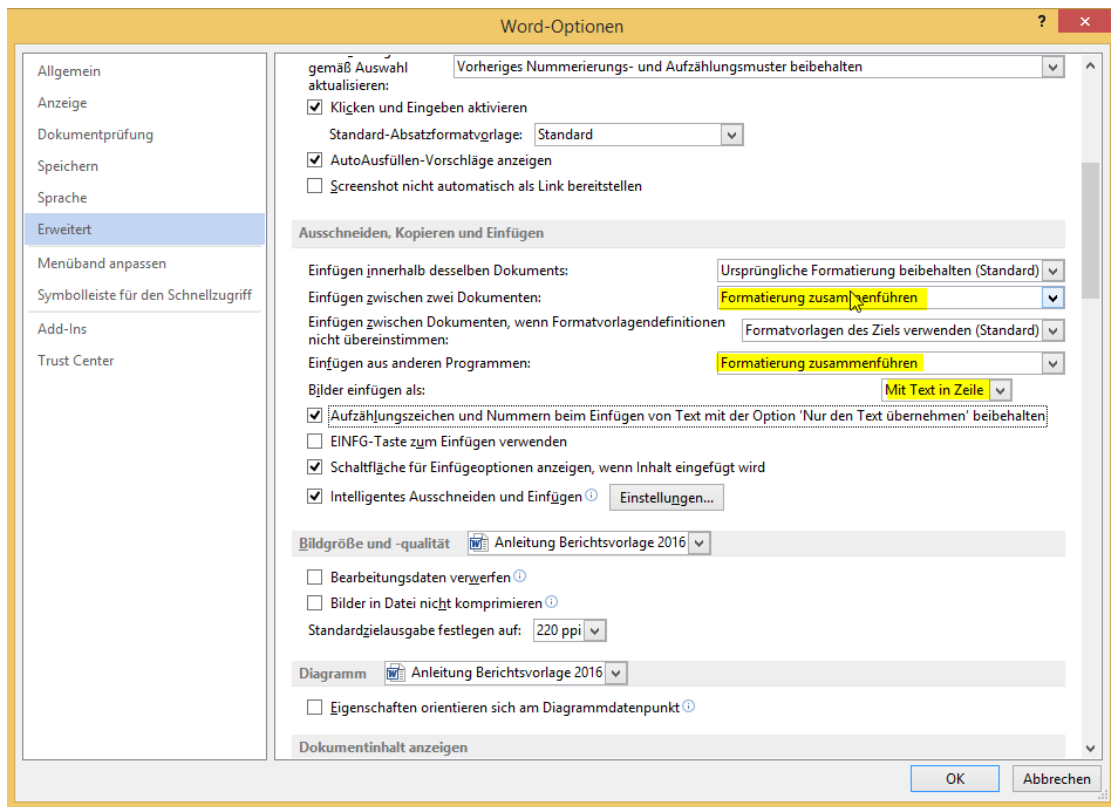 Word-Optionen
?
Allgemein
Anzeige
Dokumentprüfung
Speichern
Sprache
Erweitert
Menüband anpassen
Symbolleiste für den Schnellzugriff
Add-Ins
Trust Center
gemäß Auswahl
aktualisieren:
Vorheriges Nummerierungs- und Aufzählungsmuster beibehalten
Klicken und Eingeben aktivieren
Standard-Absatzformatvorlage: Standard
AutoAusfüllen-Vorschläge anzeigen
Screenshot nicht automatisch als Link bereitstellen
Ausschneiden, Kopieren und Einfügen
Einfügen innerhalb desselben Dokuments: Ursprüngliche Formatierung beibehalten (Standard)
Einfügen zwischen zwei Dokumenten: Formatierung zusammenführen
Einfügen zwischen Dokumenten, wenn Formatvorlagendefinitionen
nicht übereinstimmen: Formatvorlagen des Ziels verwenden (Standard)
Einfügen aus anderen Programmen: Formatierung zusammenführen
Bilder einfügen als: Mit Text in Zeile
Aufzählungszeichen und Nummern beim Einfügen von Text mit der Option 'Nur den Text übernehmen' beibehalten
EINFG-Taste zum Einfügen verwenden
Schaltfläche für Einfügeoptionen anzeigen, wenn Inhalt eingefügt wird
Intelligentes Ausschneiden und Einfügen Einstellungen...
Bildgröße und -qualität Anleitung Berichtsvorlage 2016
Bearbeitungsdaten verwerfen
Bilder in Datei nicht komprimieren
Standardzielausgabe festlegen auf: 220 ppi
Diagramm Anleitung Berichtsvorlage 2016
Eigenschaften orientieren sich am Diagrammdatenpunkt
Dokumentinhalt anzeigen
OK
Abbrechen